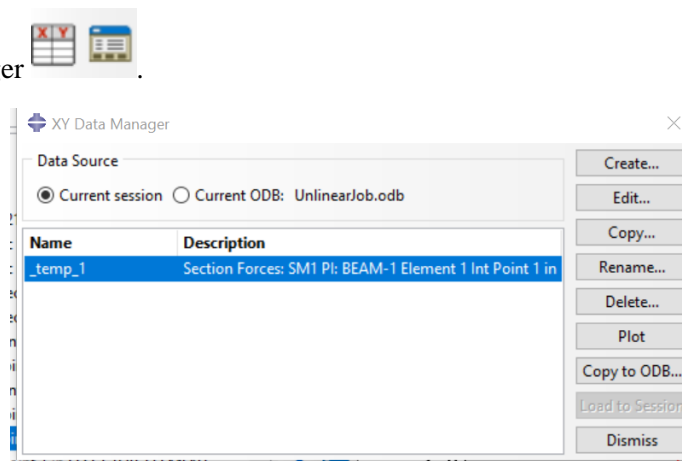 er X Y .
XY Data Manager
Data Source
Current session Current ODB: UnlinearJob.odb
Name Description
_temp_1 Section Forces: SM1 PI: BEAM-1 Element 1 Int Point 1 in
Create...
Edit...
Copy...
Rename...
Delete...
Plot
Copy to ODB...
Load to Session
Dismiss